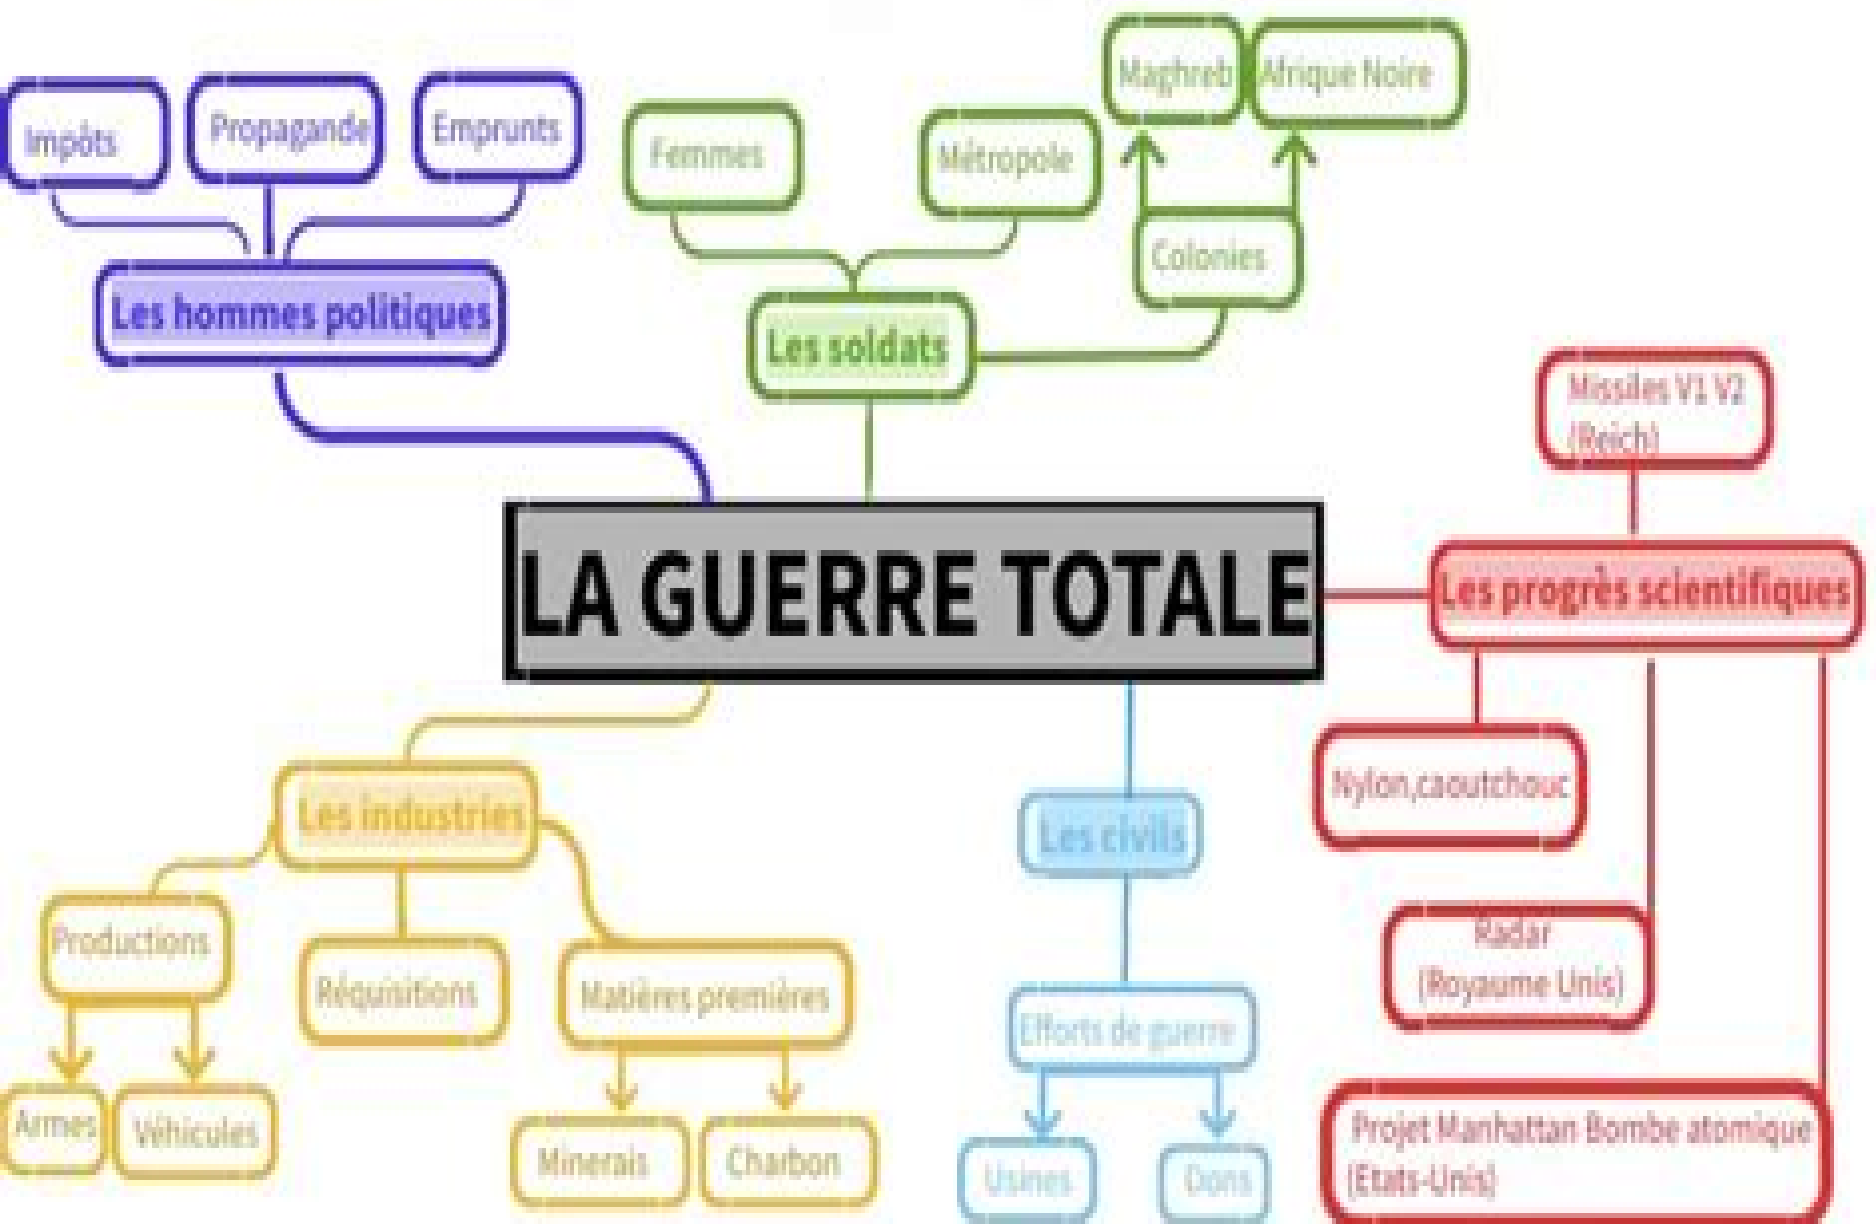 Maghreb
Afrique Noire
Impôts
Propagande
Emprunts
Femmes
Métropole
Colonies
Les hommes politiques
Les soldats
Missiles V1 V2
(Reich)
LA GUERRE TOTALE
Les progrès scientifiques
Nylon,caoutchouc
Les industries
Les civils
Productions
Réquisitions
Matières premières
Efforts de guerre
Radar
(Royaume Unis)
Armes
Véhicules
Minerais
Charbon
Usines
Dons
Projet Manhattan Bombe atomique
(Etats-Unis)